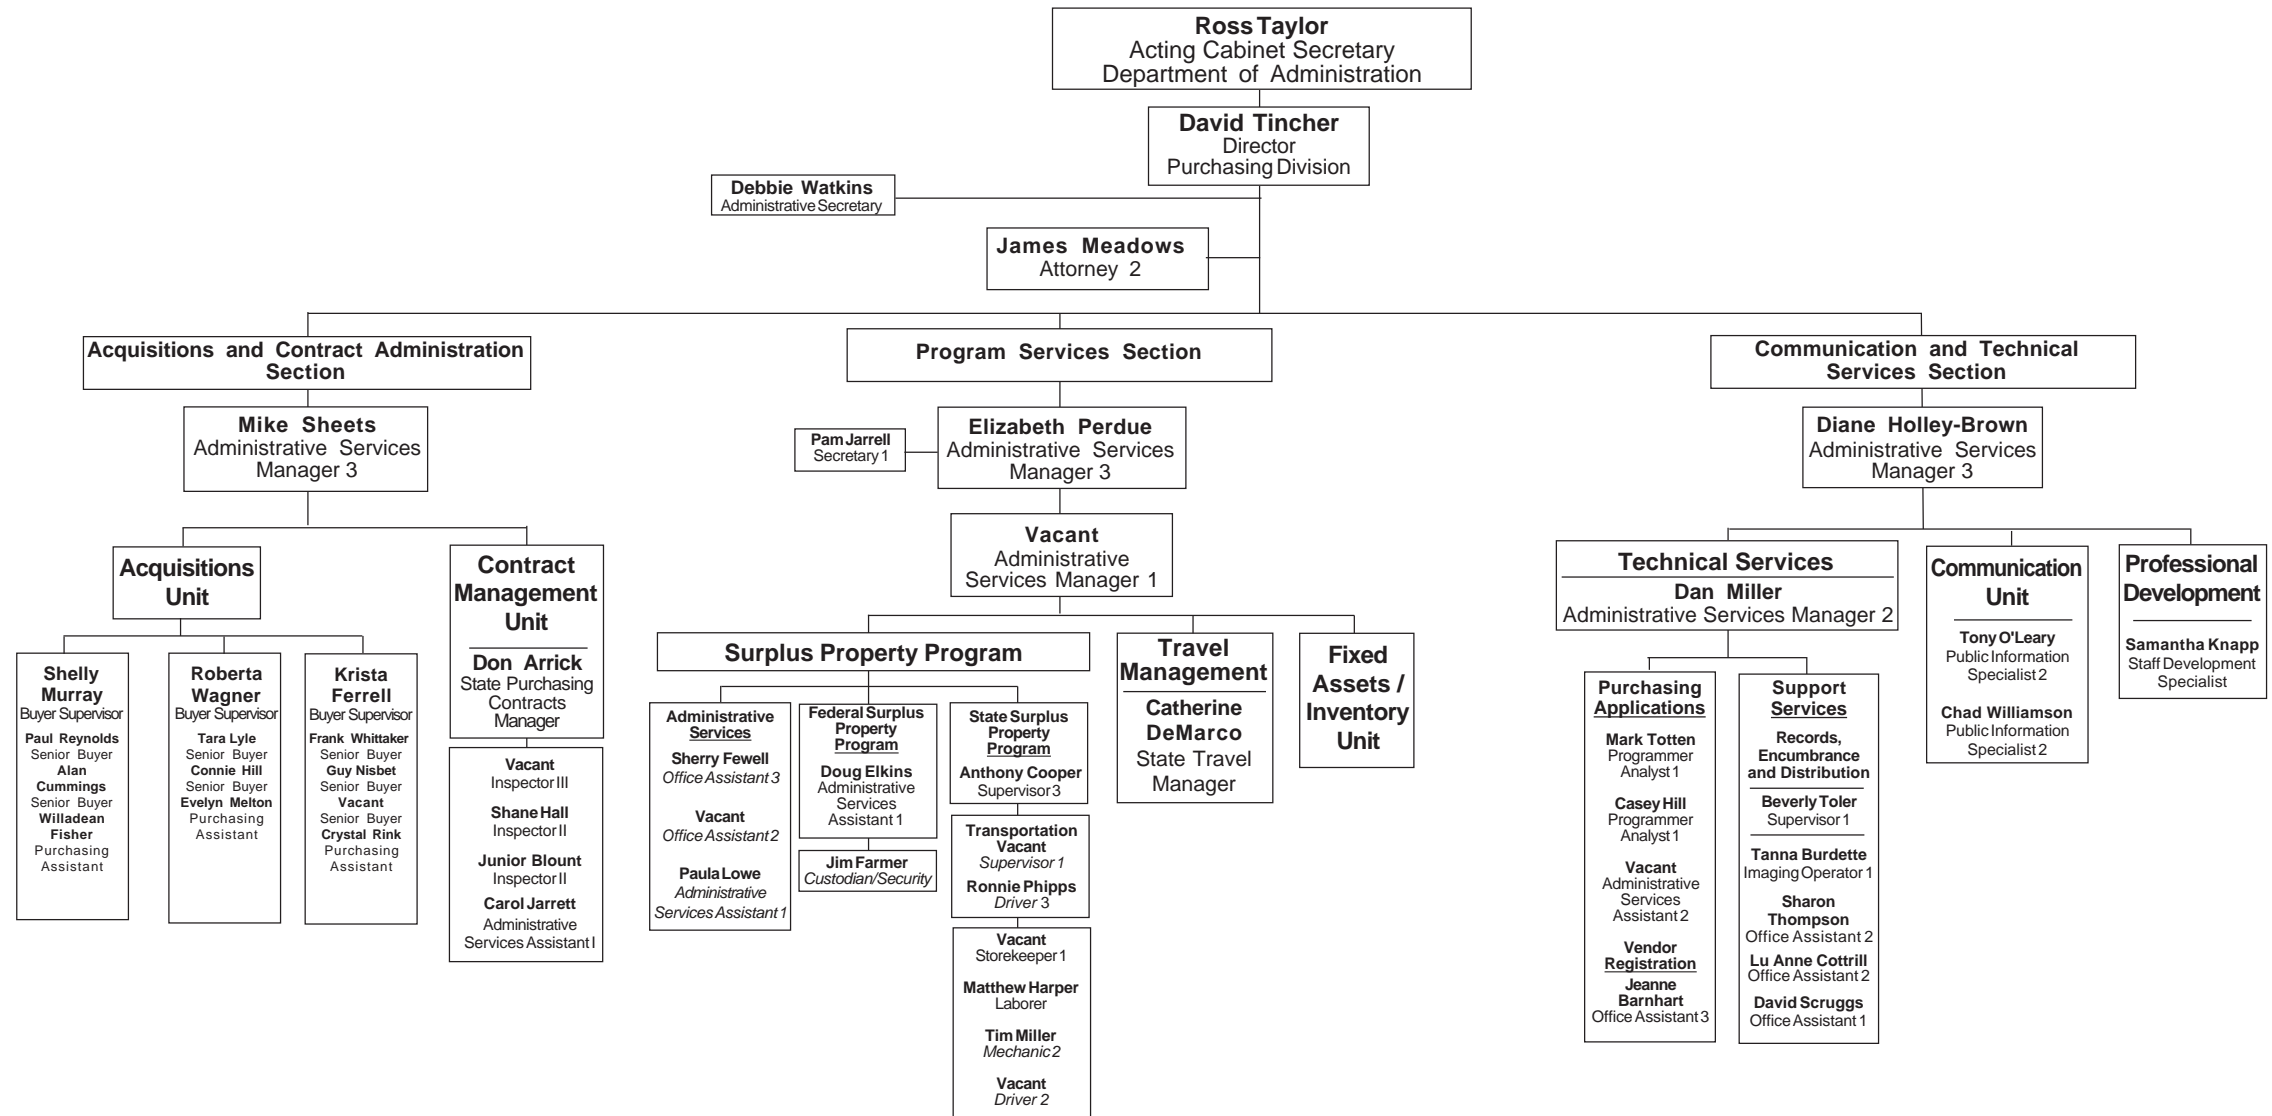 Ross Taylor
Acting Cabinet Secretary
Department of Administration
David Tincher
Director
Purchasing Division
Debbie Watkins
Administrative Secretary
James Meadows
Attorney 2
Acquisitions and Contract Administration
Section
Mike Sheets
Administrative Services
Manager 3
Acquisitions
Unit
Shelly
Murray
Buyer Supervisor
Paul Reynolds
Senior Buyer
Alan
Cummings
Senior Buyer
Willadean
Fisher
Purchasing
Assistant
Roberta
Wagner
Buyer Supervisor
Tara Lyle
Senior Buyer
Connie Hill
Senior Buyer
Evelyn Melton
Purchasing
Assistant
Krista
Ferrell
Buyer Supervisor
Frank Whittaker
Senior Buyer
Guy Nisbet
Senior Buyer
Vacant
Senior Buyer
Crystal Rink
Purchasing
Assistant
Contract
Management
Unit
Don Arrick
State Purchasing
Contracts
Manager
Vacant
Inspector III
Shane Hall
Inspector II
Junior Blount
Inspector II
Carol Jarrett
Administrative
Services Assistant I
Program Services Section
Pam Jarrell
Secretary 1
Elizabeth Perdue
Administrative Services
Manager 3
Vacant
Administrative
Services Manager 1
Surplus Property Program
Administrative
Services
Sherry Fewell
Office Assistant 3
Vacant
Office Assistant 2
Paula Lowe
Administrative
Services Assistant 1
Federal Surplus
Property
Program
Doug Elkins
Administrative
Services
Assistant 1
Jim Farmer
Custodian/Security
State Surplus
Property
Program
Anthony Cooper
Supervisor 3
Transportation
Vacant
Supervisor 1
Ronnie Phipps
Driver 3
Vacant
Storekeeper 1
Matthew Harper
Laborer
Tim Miller
Mechanic 2
Vacant
Driver 2
Travel
Management
Catherine
DeMarco
State Travel
Manager
Fixed
Assets /
Inventory
Unit
Communication and Technical
Services Section
Diane Holley-Brown
Administrative Services
Manager 3
Technical Services
Dan Miller
Administrative Services Manager 2
Purchasing
Applications
Mark Totten
Programmer
Analyst 1
Casey Hill
Programmer
Analyst 1
Vacant
Administrative
Services
Assistant 2
Vendor
Registration
Jeanne
Barnhart
Office Assistant 3
Support
Services
Records,
Encumbrance
and Distribution
Beverly Toler
Supervisor 1
Tanna Burdette
Imaging Operator 1
Sharon
Thompson
Office Assistant 2
Lu Anne Cottrill
Office Assistant 2
David Scruggs
Office Assistant 1
Communication
Unit
Tony O'Leary
Public Information
Specialist 2
Chad Williamson
Public Information
Specialist 2
Professional
Development
Samantha Knapp
Staff Development
Specialist